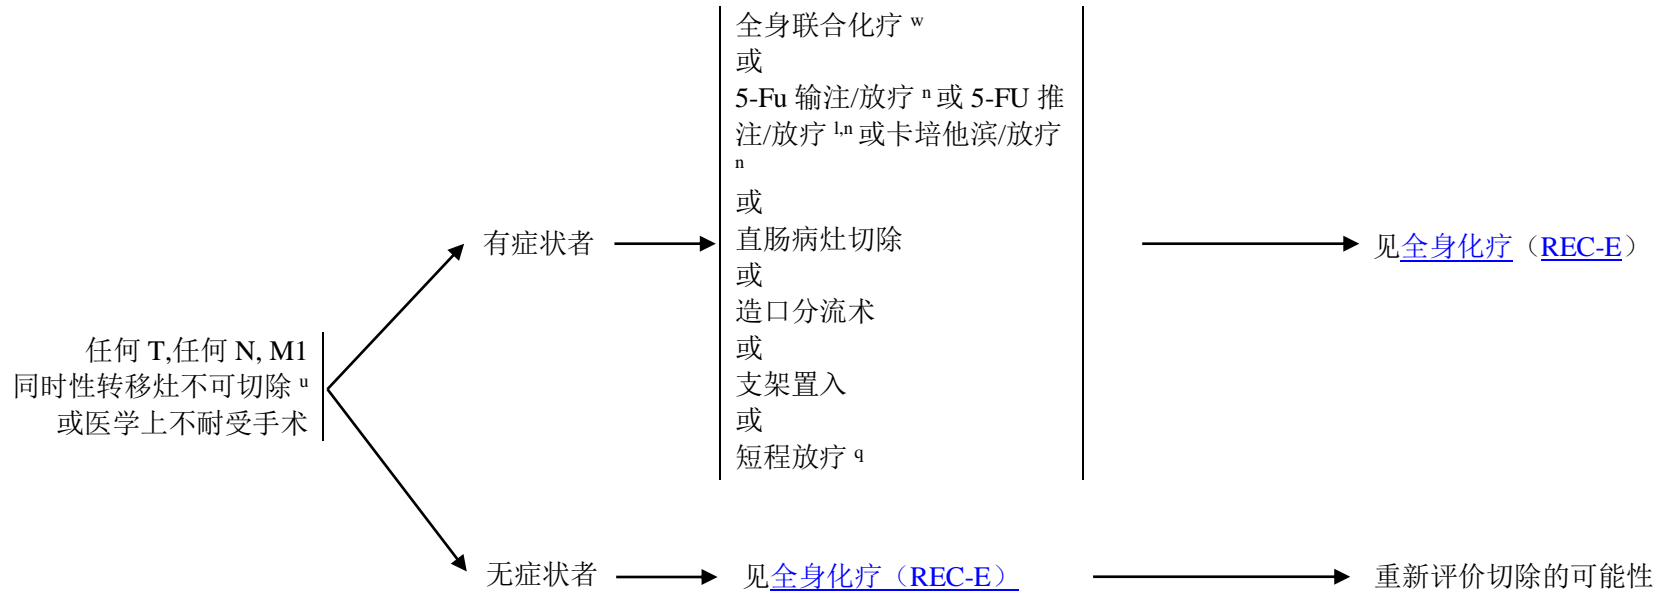 任何 T,任何 N, M1
同时性转移灶不可切除 u
或医学上不耐受手术
有症状者
全身联合化疗 w
或
5-Fu 输注/放疗 n 或 5-FU 推
注/放疗 l,n 或卡培他滨/放疗
n
或
直肠病灶切除
或
造口分流术
或
支架置入
或
短程放疗 q
见全身化疗（REC-E）
无症状者
见全身化疗（REC-E）
重新评价切除的可能性